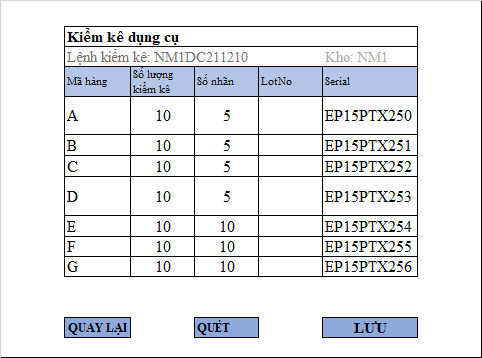 Kiểm kê dụng cụ
Lệnh kiểm kê: NM1DC211210 Kho: NM1
Mã hàng Số lượng kiểm kê Số nhãn LotNo Serial
A 10 5 EP15PTX250
B 10 5 EP15PTX251
C 10 5 EP15PTX252
D 10 5 EP15PTX253
E 10 10 EP15PTX254
F 10 10 EP15PTX255
G 10 10 EP15PTX256
QUAY LẠI QUÉT LƯU